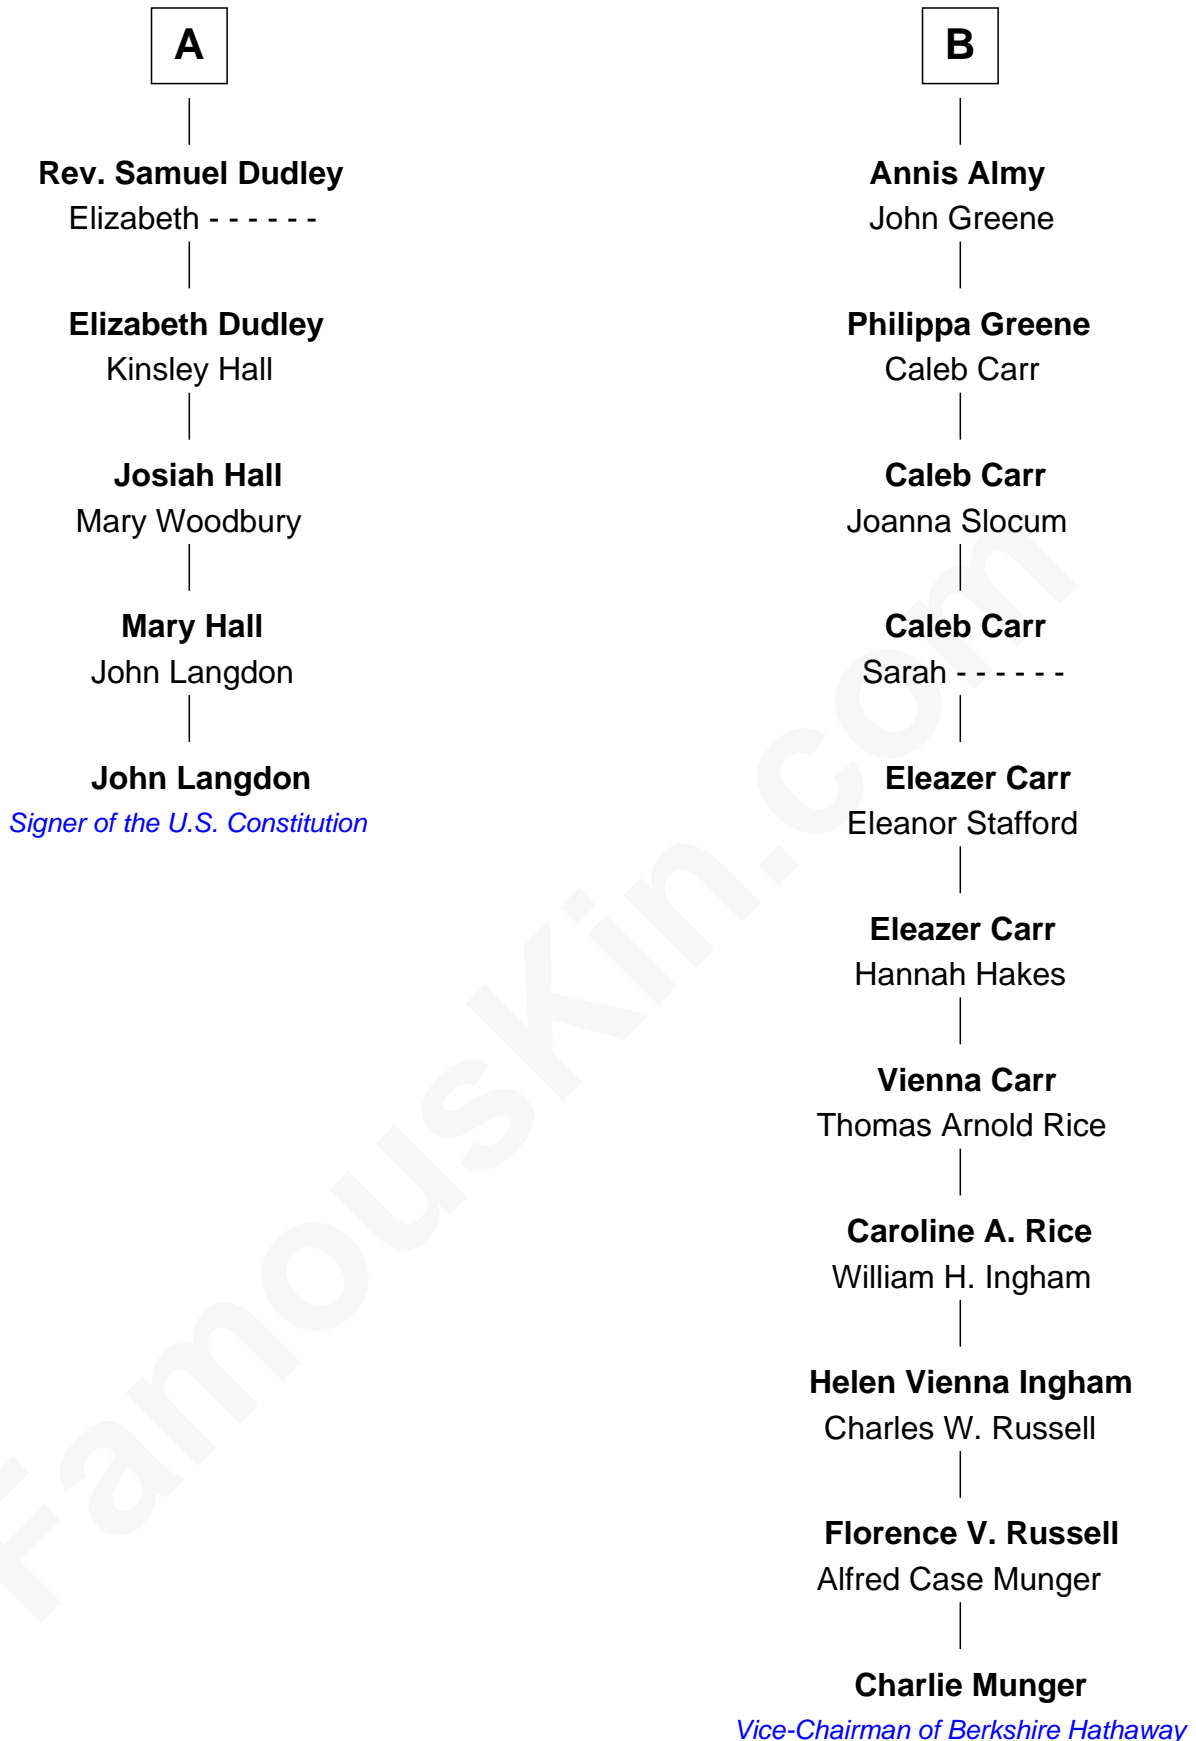 A
Rev. Samuel Dudley
Elizabeth - - - - - -
Elizabeth Dudley
Kinsley Hall
Josiah Hall
Mary Woodbury
Mary Hall
John Langdon
John Langdon
Signer of the U.S. Constitution
B
Annis Almy
John Greene
Philippa Greene
Caleb Carr
Caleb Carr
Joanna Slocum
Caleb Carr
Sarah - - - - - -
Eleazer Carr
Eleanor Stafford
Eleazer Carr
Hannah Hakes
Vienna Carr
Thomas Arnold Rice
Caroline A. Rice
William H. Ingham
Helen Vienna Ingham
Charles W. Russell
Florence V. Russell
Alfred Case Munger
Charlie Munger
Vice-Chairman of Berkshire Hathaway
FamousKin.com